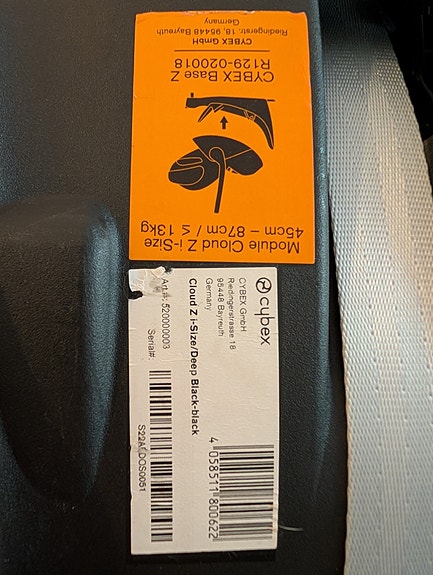 Module Cloud Z i-Size
45cm – 87cm / ≤ 13kg
CYBEX Base Z
R129-020018
CYBEX GmbH
Riedingerstr. 18, 95448 Bayreuth
Germany
cybex
CYBEX GmbH
Riedingerstrasse 18
95448 Bayreuth
Germany
Cloud Z i-Size/Deep Black-black
4 058511 800622
Art.#: 520000003
Serial#: